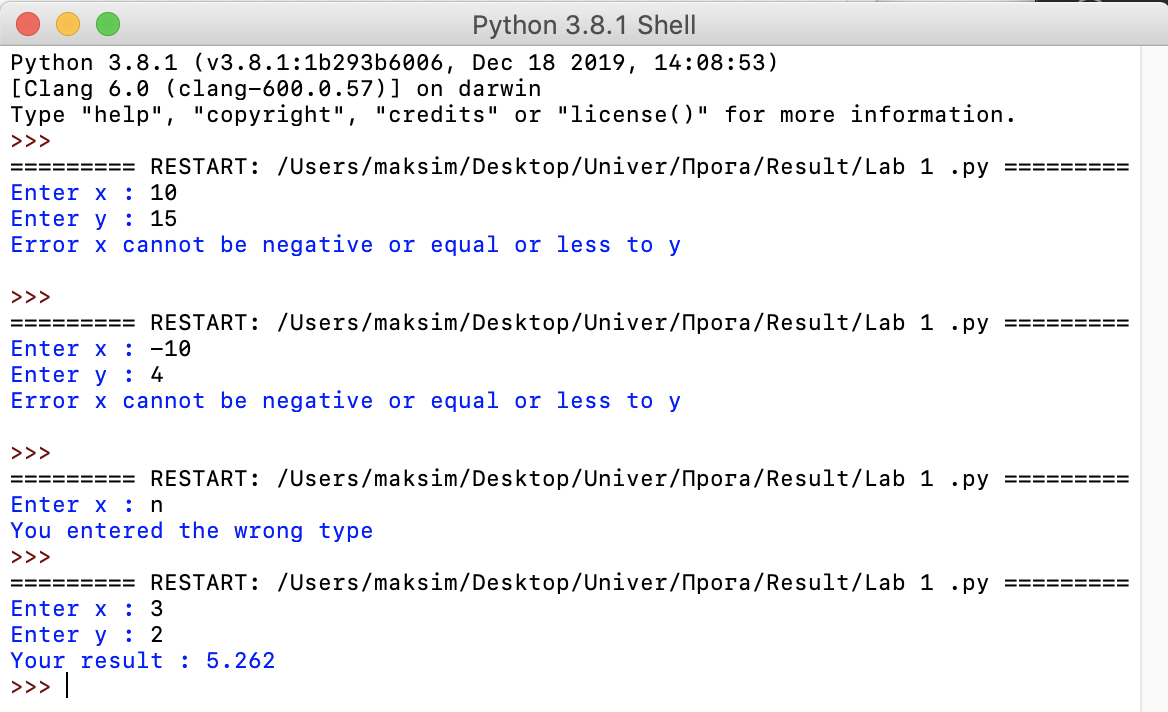 Python 3.8.1 Shell
Python 3.8.1 (v3.8.1:1b293b6006, Dec 18 2019, 14:08:53)
[Clang 6.0 (clang-600.0.57)] on darwin
Type "help", "copyright", "credits" or "license()" for more information.
>>>
========= RESTART: /Users/maksim/Desktop/Univer/Прога/Result/Lab 1 .py =========
Enter x : 10
Enter y : 15
Error x cannot be negative or equal or less to y
>>>
========= RESTART: /Users/maksim/Desktop/Univer/Прога/Result/Lab 1 .py =========
Enter x : -10
Enter y : 4
Error x cannot be negative or equal or less to y
>>>
========= RESTART: /Users/maksim/Desktop/Univer/Прога/Result/Lab 1 .py =========
Enter x : n
You entered the wrong type
>>>
========= RESTART: /Users/maksim/Desktop/Univer/Прога/Result/Lab 1 .py =========
Enter x : 3
Enter y : 2
Your result : 5.262
>>>